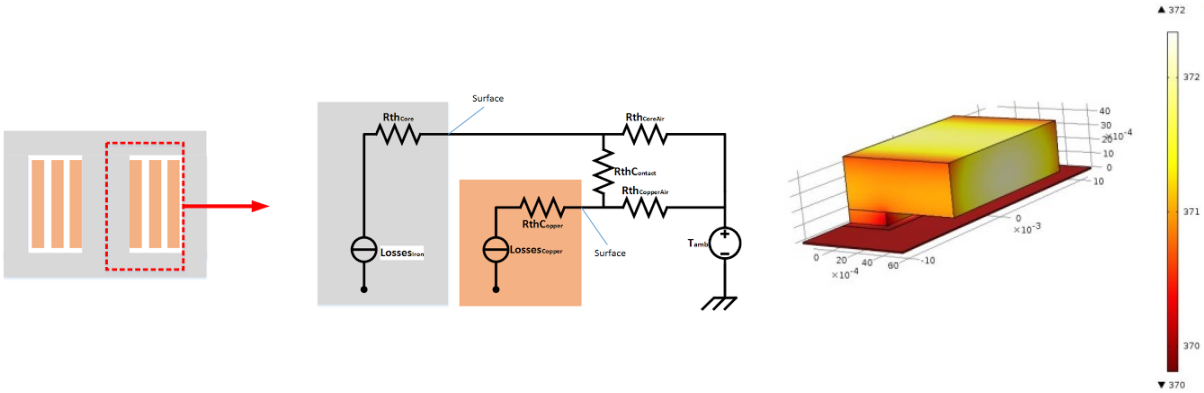 Surface
RthCore
RthCoreAir
RthContact
RthCopperAir
RthCopper
LossesIron
LossesCopper
Surface
Tamb
+
−
40
30
20
10
0
×10⁻⁴
10
0
×10⁻³
-10
0
20
40
60
×10⁻⁴
▲ 372
372
371
370
▼ 370